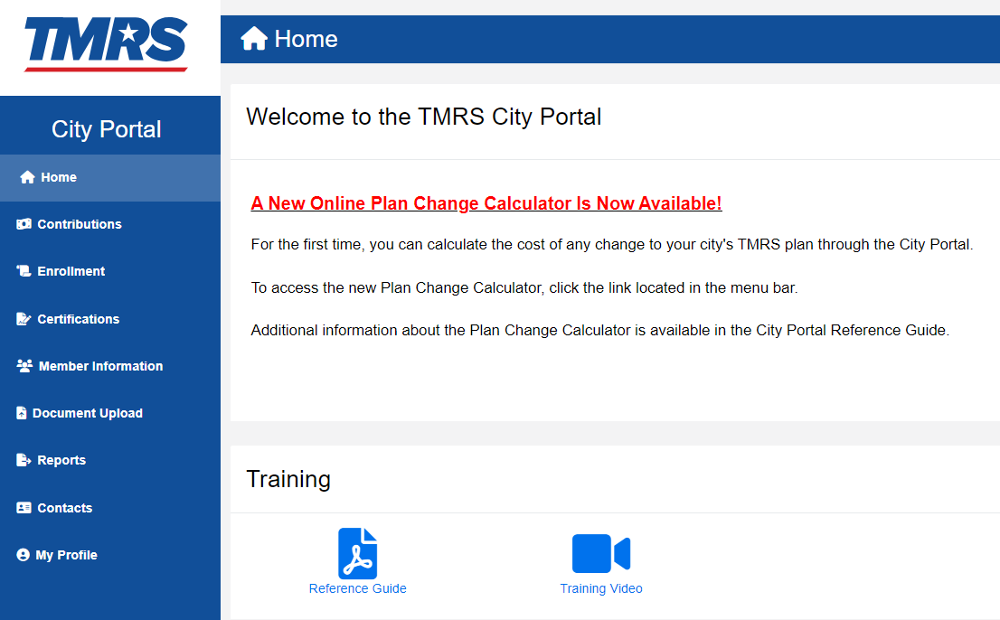 TMRS
City Portal
Home
Contributions
Enrollment
Certifications
Member Information
Document Upload
Reports
Contacts
My Profile
Home
Welcome to the TMRS City Portal
A New Online Plan Change Calculator Is Now Available!
For the first time, you can calculate the cost of any change to your city's TMRS plan through the City Portal.
To access the new Plan Change Calculator, click the link located in the menu bar.
Additional information about the Plan Change Calculator is available in the City Portal Reference Guide.
Training
Reference Guide
Training Video